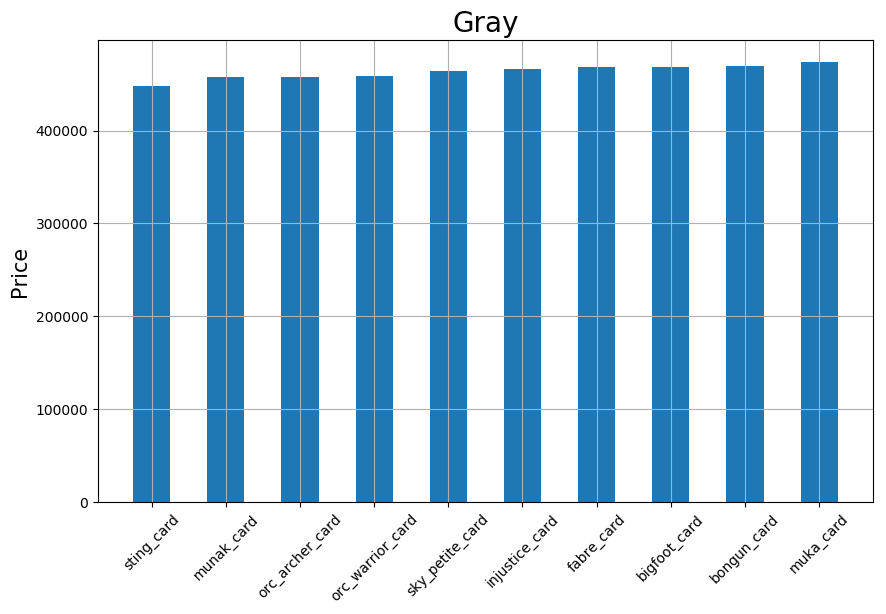 Gray
Price
400000
300000
200000
100000
0
sting_card
munak_card
orc_archer_card
orc_warrior_card
sky_petite_card
injustice_card
fabre_card
bigfoot_card
bongun_card
muka_card